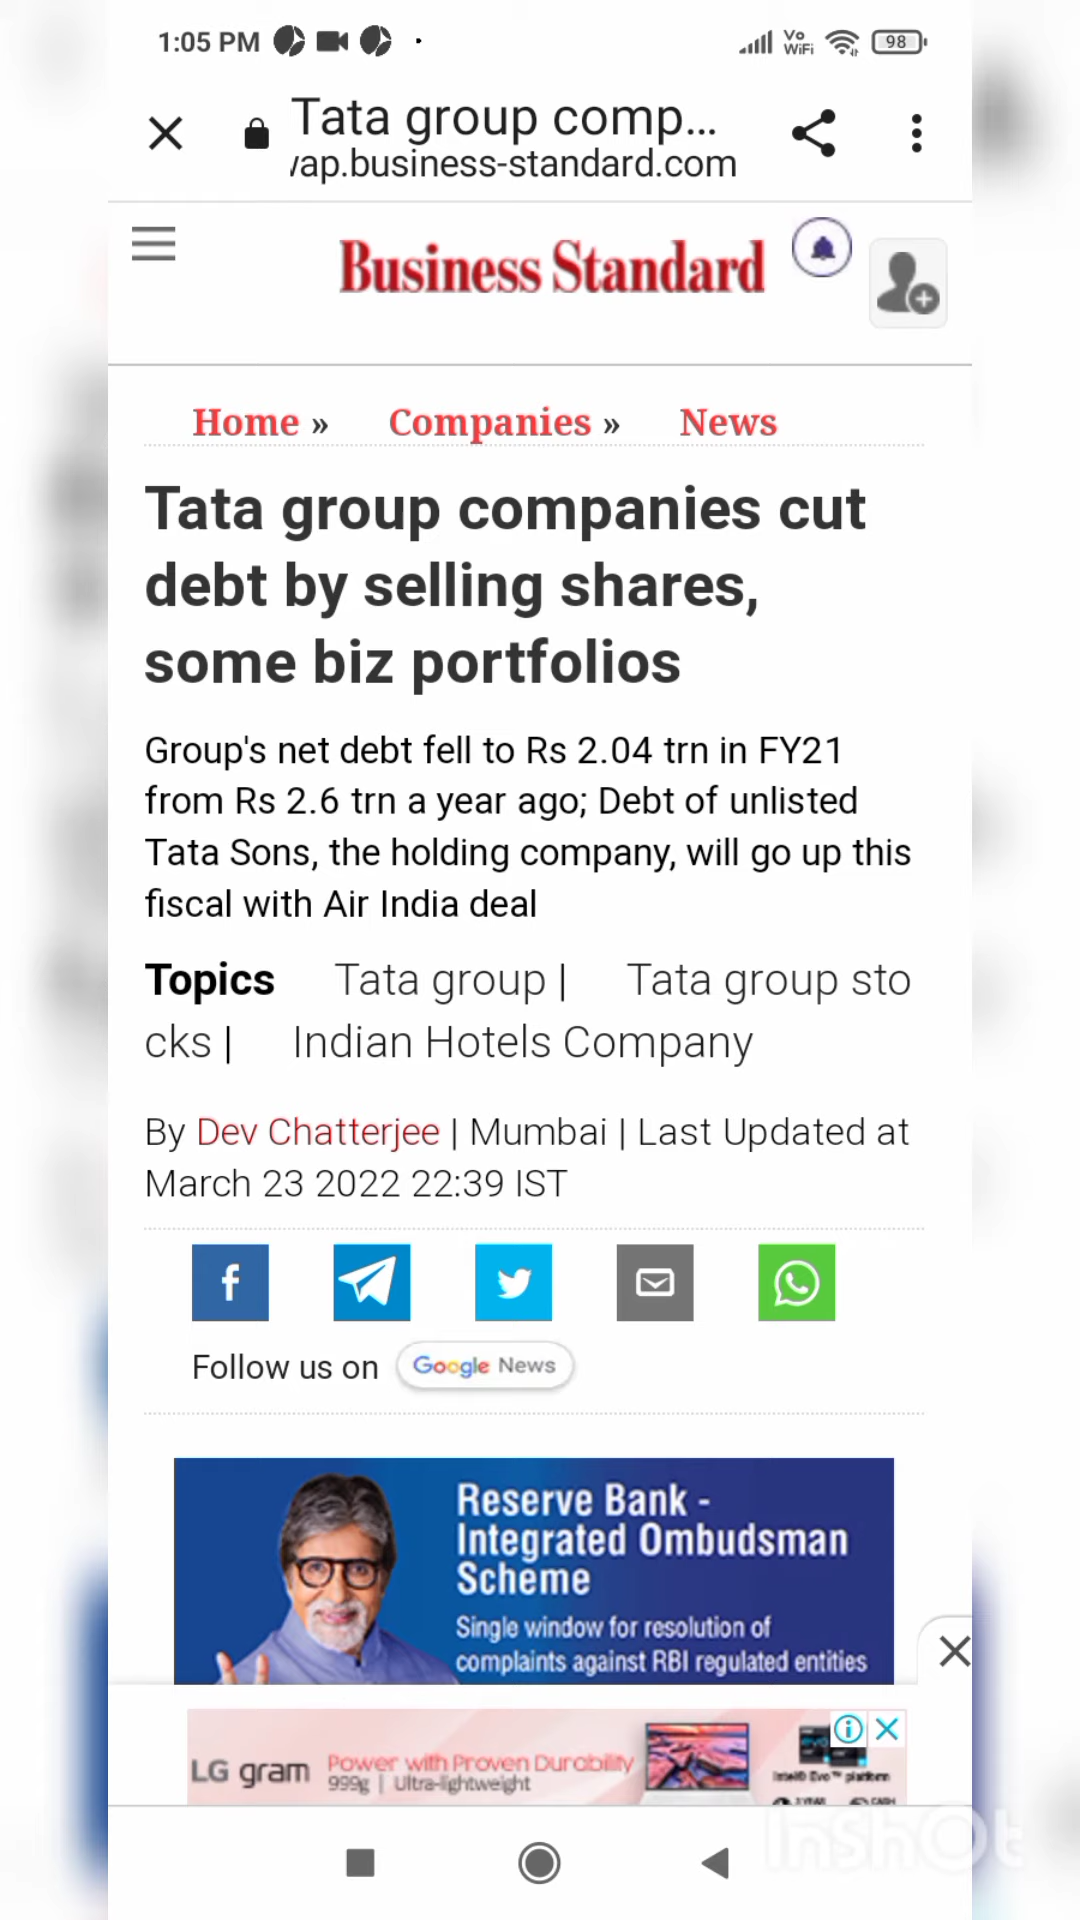 1:05 PM
Vo WiFi
98
Tata group comp...
/ap.business-standard.com
Business Standard
Home » Companies » News
Tata group companies cut
debt by selling shares,
some biz portfolios
Group's net debt fell to Rs 2.04 trn in FY21
from Rs 2.6 trn a year ago; Debt of unlisted
Tata Sons, the holding company, will go up this
fiscal with Air India deal
Topics Tata group | Tata group sto
cks | Indian Hotels Company
By Dev Chatterjee | Mumbai | Last Updated at
March 23 2022 22:39 IST
Follow us on Google News
Reserve Bank -
Integrated Ombudsman
Scheme
Single window for resolution of
complaints against RBI regulated entities
LG gram
Power with Proven Durability
999g | Ultra-lightweight
evo
Intel® Evo™ platform
InShOt